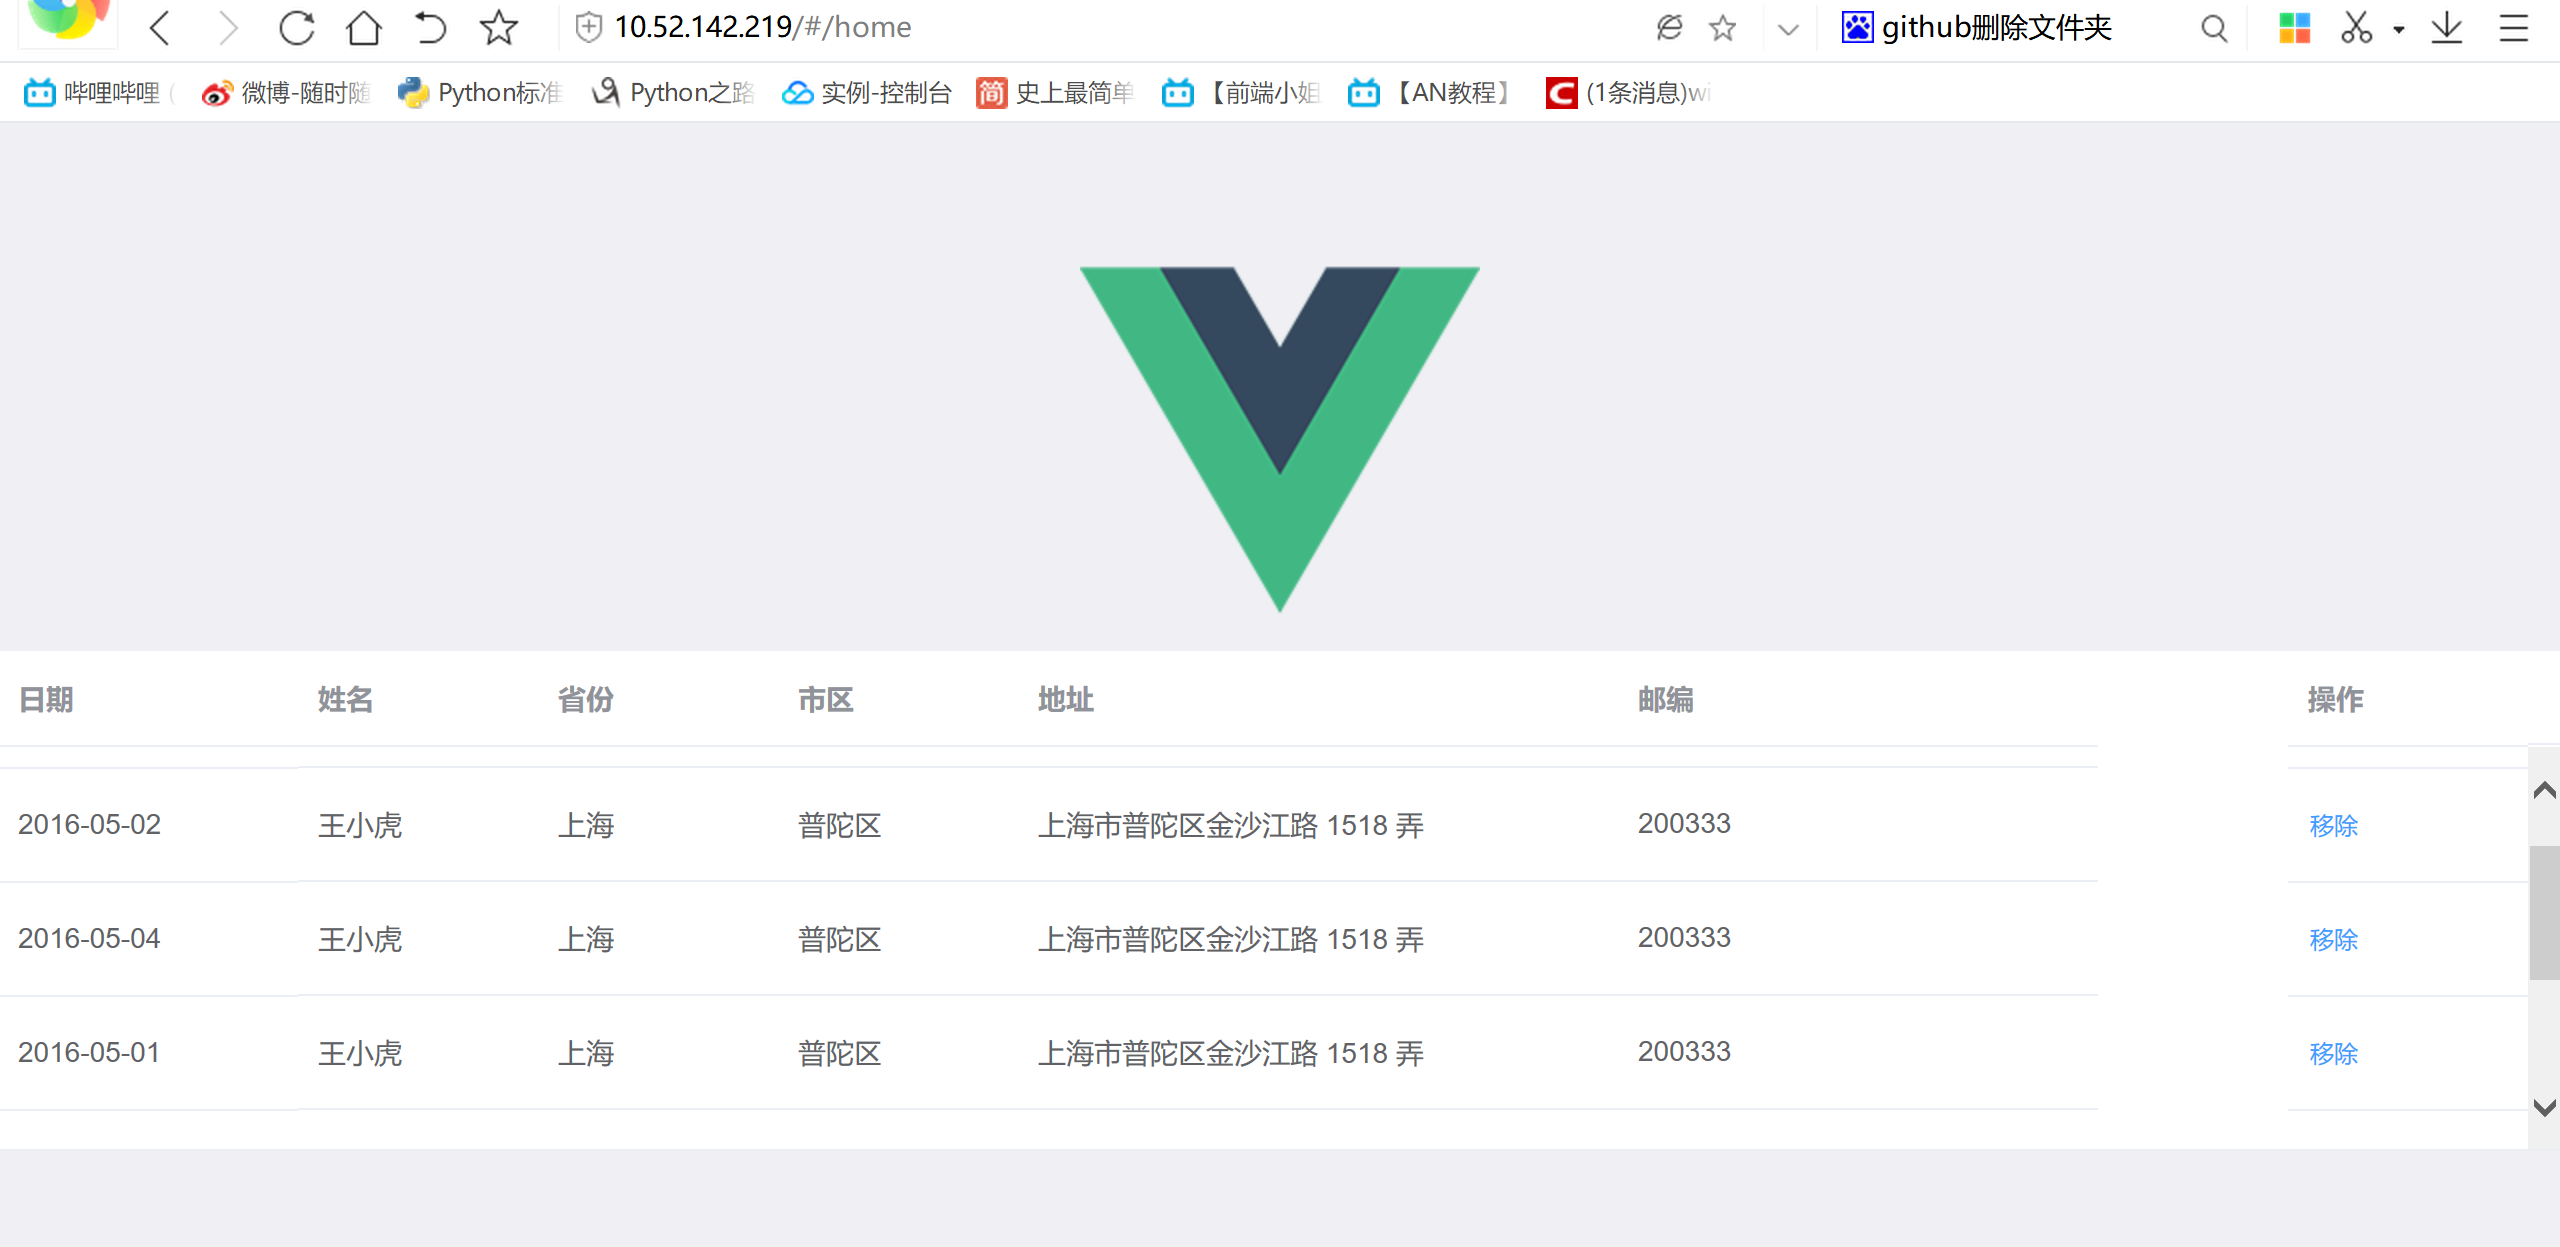 10.52.142.219/#/home github删除文件夹
哔哩哔哩 ( 微博-随时随 Python标准 Python之路 实例-控制台 简 史上最简单 【前端小姐 【AN教程】 C (1条消息)wi
日期 姓名 省份 市区 地址 邮编 操作
2016-05-02 王小虎 上海 普陀区 上海市普陀区金沙江路 1518 弄 200333 移除
2016-05-04 王小虎 上海 普陀区 上海市普陀区金沙江路 1518 弄 200333 移除
2016-05-01 王小虎 上海 普陀区 上海市普陀区金沙江路 1518 弄 200333 移除